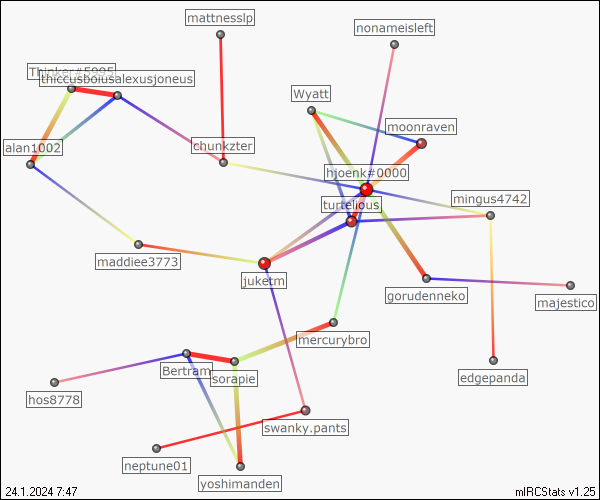 mattnesslp
nonameisleft
Thinker#5995
thiccusboiusalexusjoneus
Wyatt
moonraven
alan1002
chunkzter
hjoenk#0000
mingus4742
turtelious
maddiee3773
juketm
gorudenneko
majestico
mercurybro
Bertram
sorapie
edgepanda
hos8778
swanky.pants
neptune01
yoshimanden
24.1.2024 7:47
mIRCStats v1.25